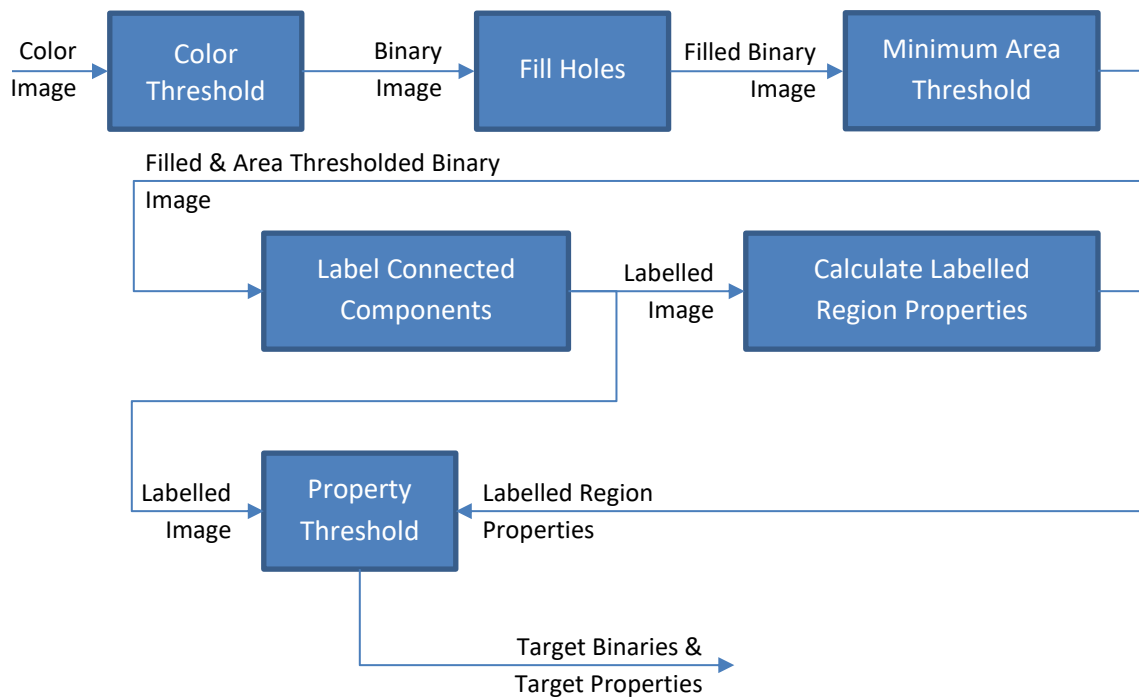 Color
Image
Color
Threshold
Binary
Image
Fill Holes
Filled Binary
Image
Minimum Area
Threshold
Filled & Area Thresholded Binary
Image
Label Connected
Components
Labelled
Image
Calculate Labelled
Region Properties
Labelled
Image
Property
Threshold
Labelled Region
Properties
Target Binaries &
Target Properties